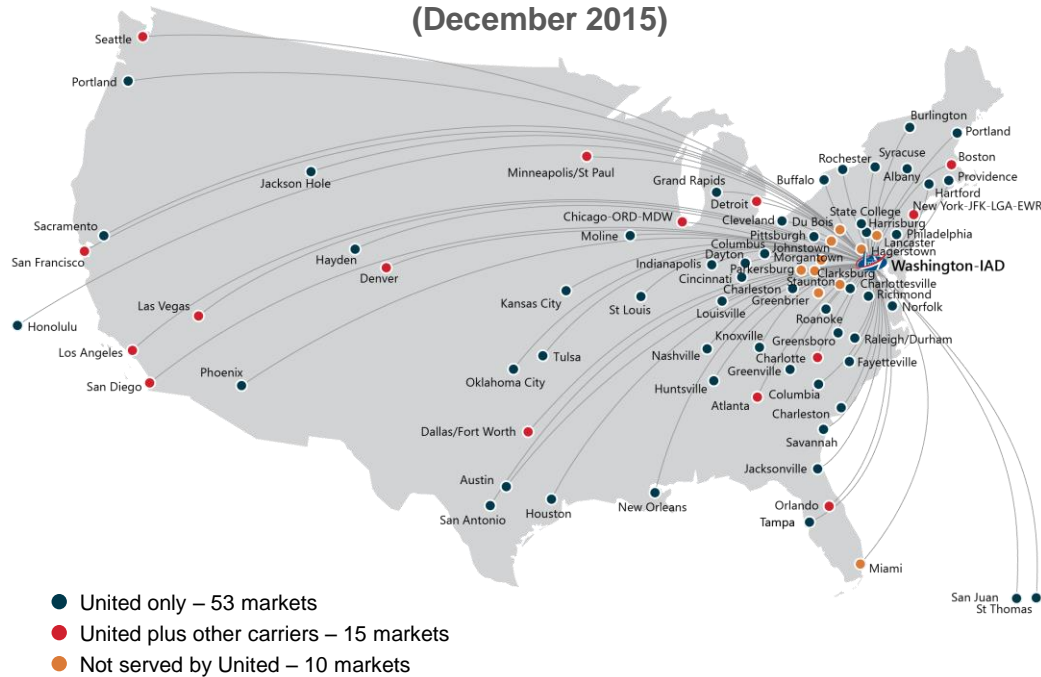 (December 2015)
Seattle
Portland
Burlington
Portland
Jackson Hole
Minneapolis/St Paul
Grand Rapids
Detroit
Rochester
Syracuse
Boston
Buffalo
Albany
Providence
Hartford
Sacramento
San Francisco
Hayden
Denver
Chicago-ORD-MDW
Moline
Cleveland
Du Bois
State College
New York-JFK-LGA-EWR
Harrisburg
Pittsburgh
Philadelphia
Lancaster
Columbus
Johnstown
Hagerstown
Dayton
Morgantown
Indianapolis
Parkersburg
Clarksburg
Washington-IAD
Cincinnati
Staunton
Charlottesville
Charleston
Greenbrier
Richmond
Norfolk
Honolulu
Las Vegas
Los Angeles
San Diego
Phoenix
Kansas City
St Louis
Louisville
Roanoke
Tulsa
Oklahoma City
Knoxville
Nashville
Greensboro
Raleigh/Durham
Charlotte
Fayetteville
Greenville
Huntsville
Columbia
Atlanta
Charleston
Dallas/Fort Worth
Savannah
Austin
San Antonio
Houston
New Orleans
Jacksonville
Orlando
Tampa
Miami
San Juan
St Thomas
United only – 53 markets
United plus other carriers – 15 markets
Not served by United – 10 markets